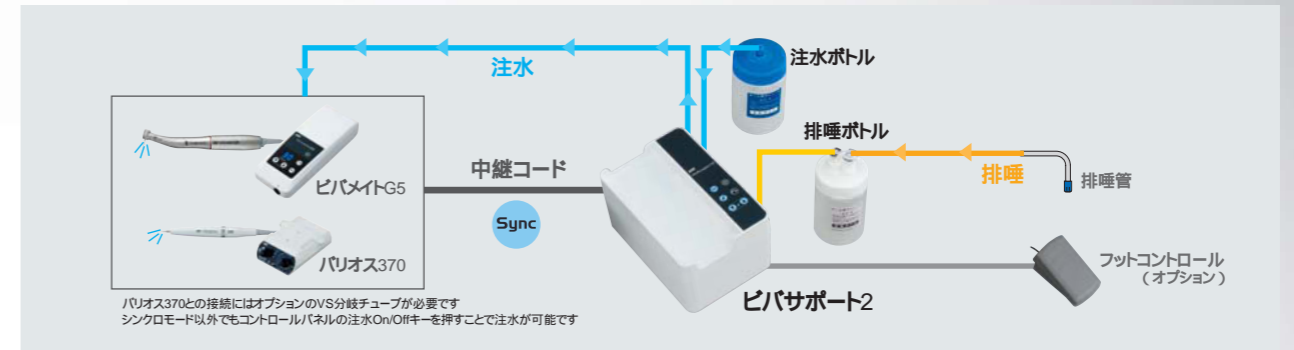 注水
注水ボトル
排唾ボトル
排唾
排唾管
ビバメイトG5
中継コード
Sync
バリオス370
ビバサポート2
フットコントロール
(オプション)
バリオス370との接続にはオプションのVS分岐チューブが必要です
シンクロモード以外でもコントロールパネルの注水On/Offキーを押すことで注水が可能です